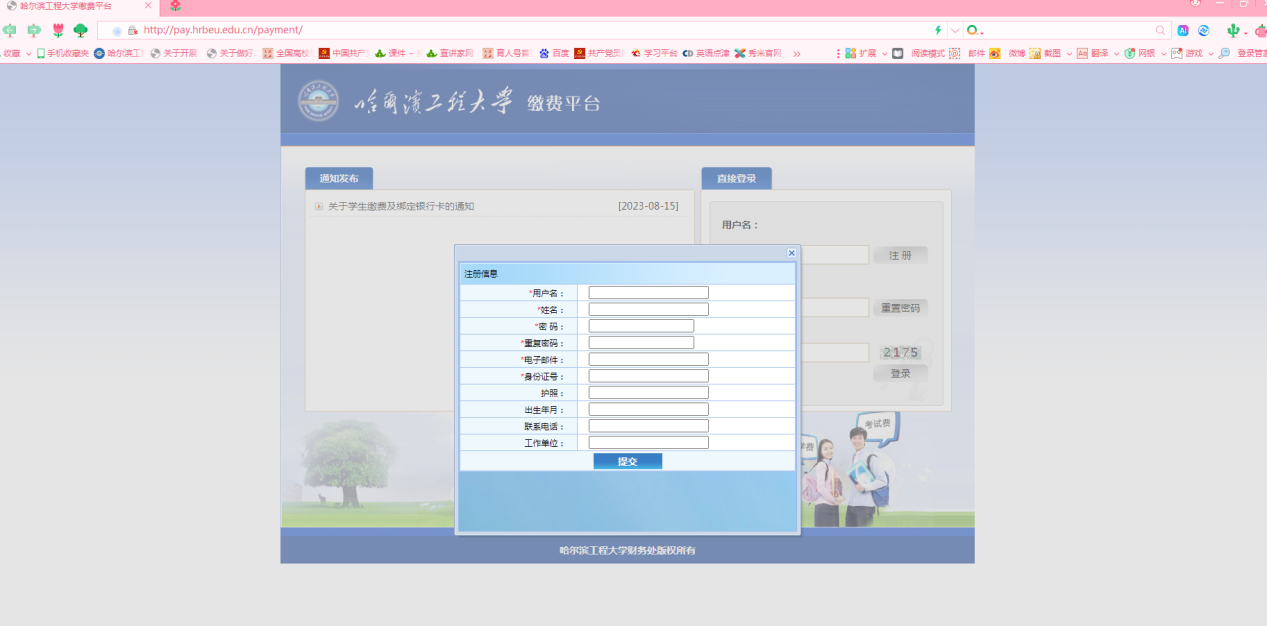 哈尔滨工程大学缴费平台
http://pay.hrbeu.edu.cn/payment/
收藏 手机收藏夹 哈尔滨工 关于开展 关于做好 全国高校 中国共产 课件 宣讲家网 育人号 百度 共产党员 学习平台 英语点津 秀米官网 » 扩展 阅读模式 邮件 微博 截图 翻译 网银 游戏 登录管家
哈尔滨工程大学 缴费平台
通知发布 直接登录
关于学生缴费及绑定银行卡的通知 [2023-08-15]
用户名：
注册
重置密码
2175
登录
注册信息
*用户名：
*姓名：
*密 码：
*重复密码：
*电子邮件：
*身份证号：
护照：
出生年月：
联系电话：
工作单位：
提交
考试费
学费
哈尔滨工程大学财务处版权所有